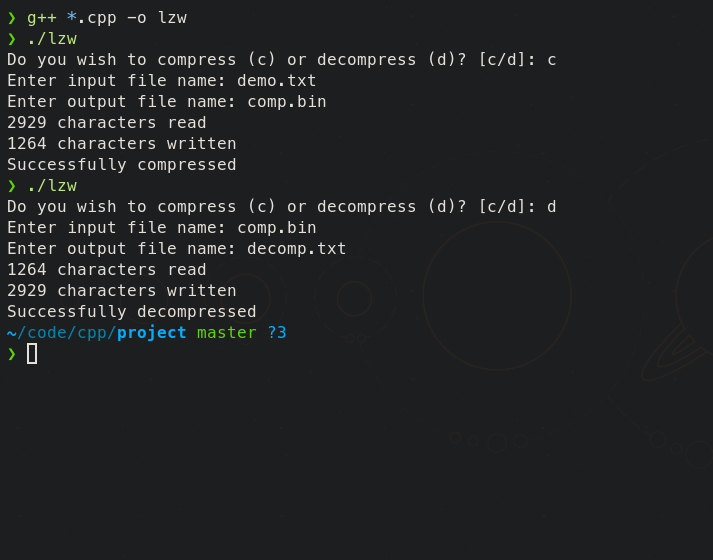 ❯ g++ *.cpp -o lzw
❯ ./lzw
Do you wish to compress (c) or decompress (d)? [c/d]: c
Enter input file name: demo.txt
Enter output file name: comp.bin
2929 characters read
1264 characters written
Successfully compressed
❯ ./lzw
Do you wish to compress (c) or decompress (d)? [c/d]: d
Enter input file name: comp.bin
Enter output file name: decomp.txt
1264 characters read
2929 characters written
Successfully decompressed
~/code/cpp/project master ?3
❯